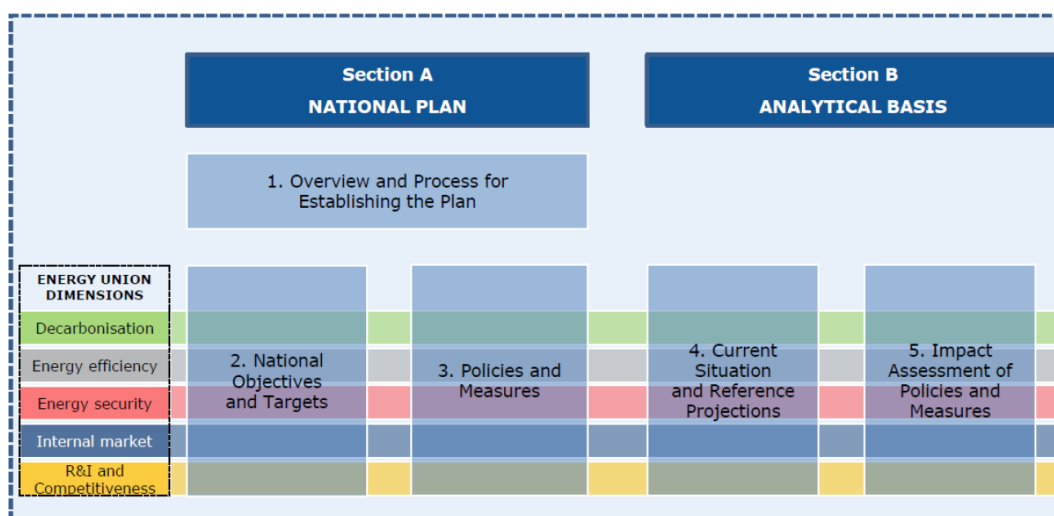 Section A
NATIONAL PLAN
Section B
ANALYTICAL BASIS
1. Overview and Process for
Establishing the Plan
ENERGY UNION
DIMENSIONS
Decarbonisation
Energy efficiency
Energy security
Internal market
R&I and
Competitiveness
2. National
Objectives
and Targets
3. Policies and
Measures
4. Current
Situation
and Reference
Projections
5. Impact
Assessment of
Policies and
Measures